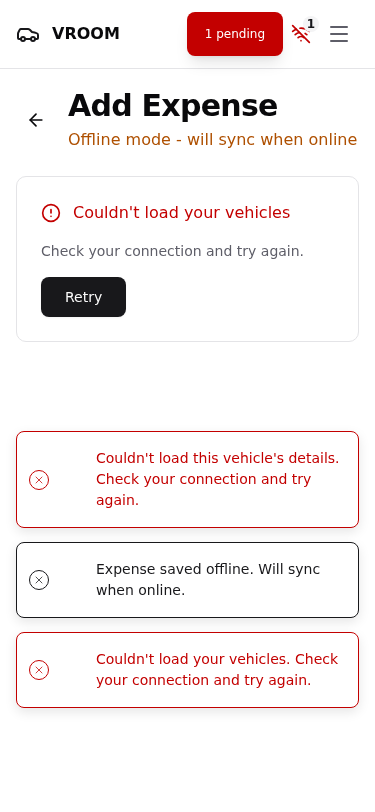 VROOM
1 pending
1
Add Expense
Offline mode - will sync when online
Couldn't load your vehicles
Check your connection and try again.
Retry
Couldn't load this vehicle's details.
Check your connection and try
again.
Expense saved offline. Will sync
when online.
Couldn't load your vehicles. Check
your connection and try again.